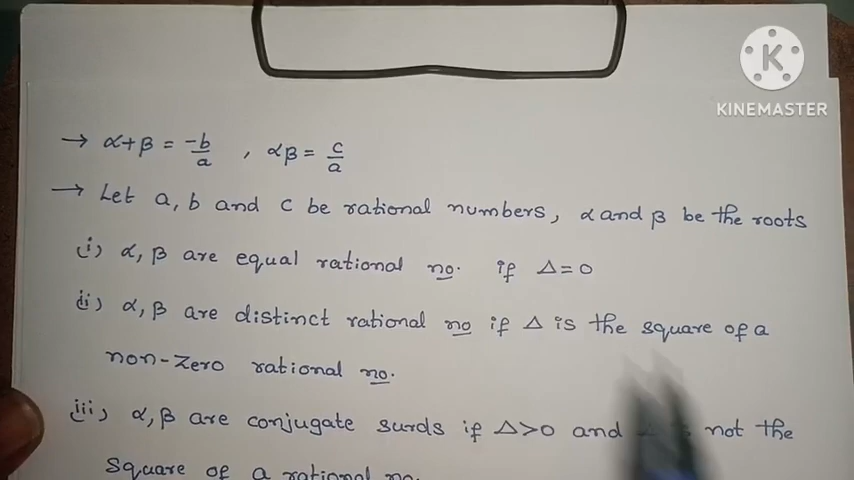 K
KINEMASTER
→ α+β = -b/a , αβ = c/a
→ Let a, b and c be rational numbers, α and β be the roots
(i) α, β are equal rational no. if Δ=0
(ii) α, β are distinct rational no if Δ is the square of a
non-zero rational no.
(iii) α, β are conjugate surds if Δ>0 and not the
square of a rational no.